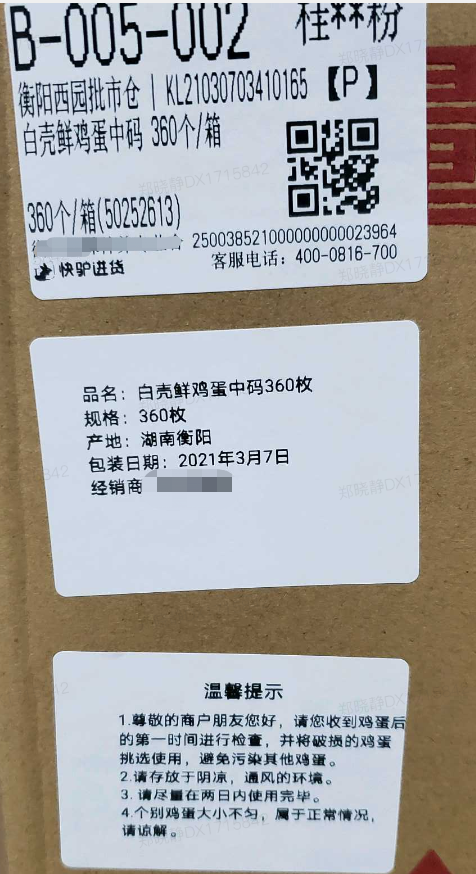 B-005-002
桂**粉
衡阳西园批市仓 | KL21030703410165 【P】
白壳鲜鸡蛋中码 360个/箱
360个/箱(50252613)
2500385210000000000023964
快驴进货
客服电话：400-0816-700
品名：白壳鲜鸡蛋中码360枚
规格：360枚
产地：湖南衡阳
包装日期：2021年3月7日
经销商
温馨提示
1.尊敬的商户朋友您好，请您收到鸡蛋后
的第一时间进行检查，并将破损的鸡蛋
挑选使用，避免污染其他鸡蛋。
2.请存放于阴凉，通风的环境。
3.请尽量在两日内使用完毕。
4.个别鸡蛋大小不匀，属于正常情况，
请谅解。